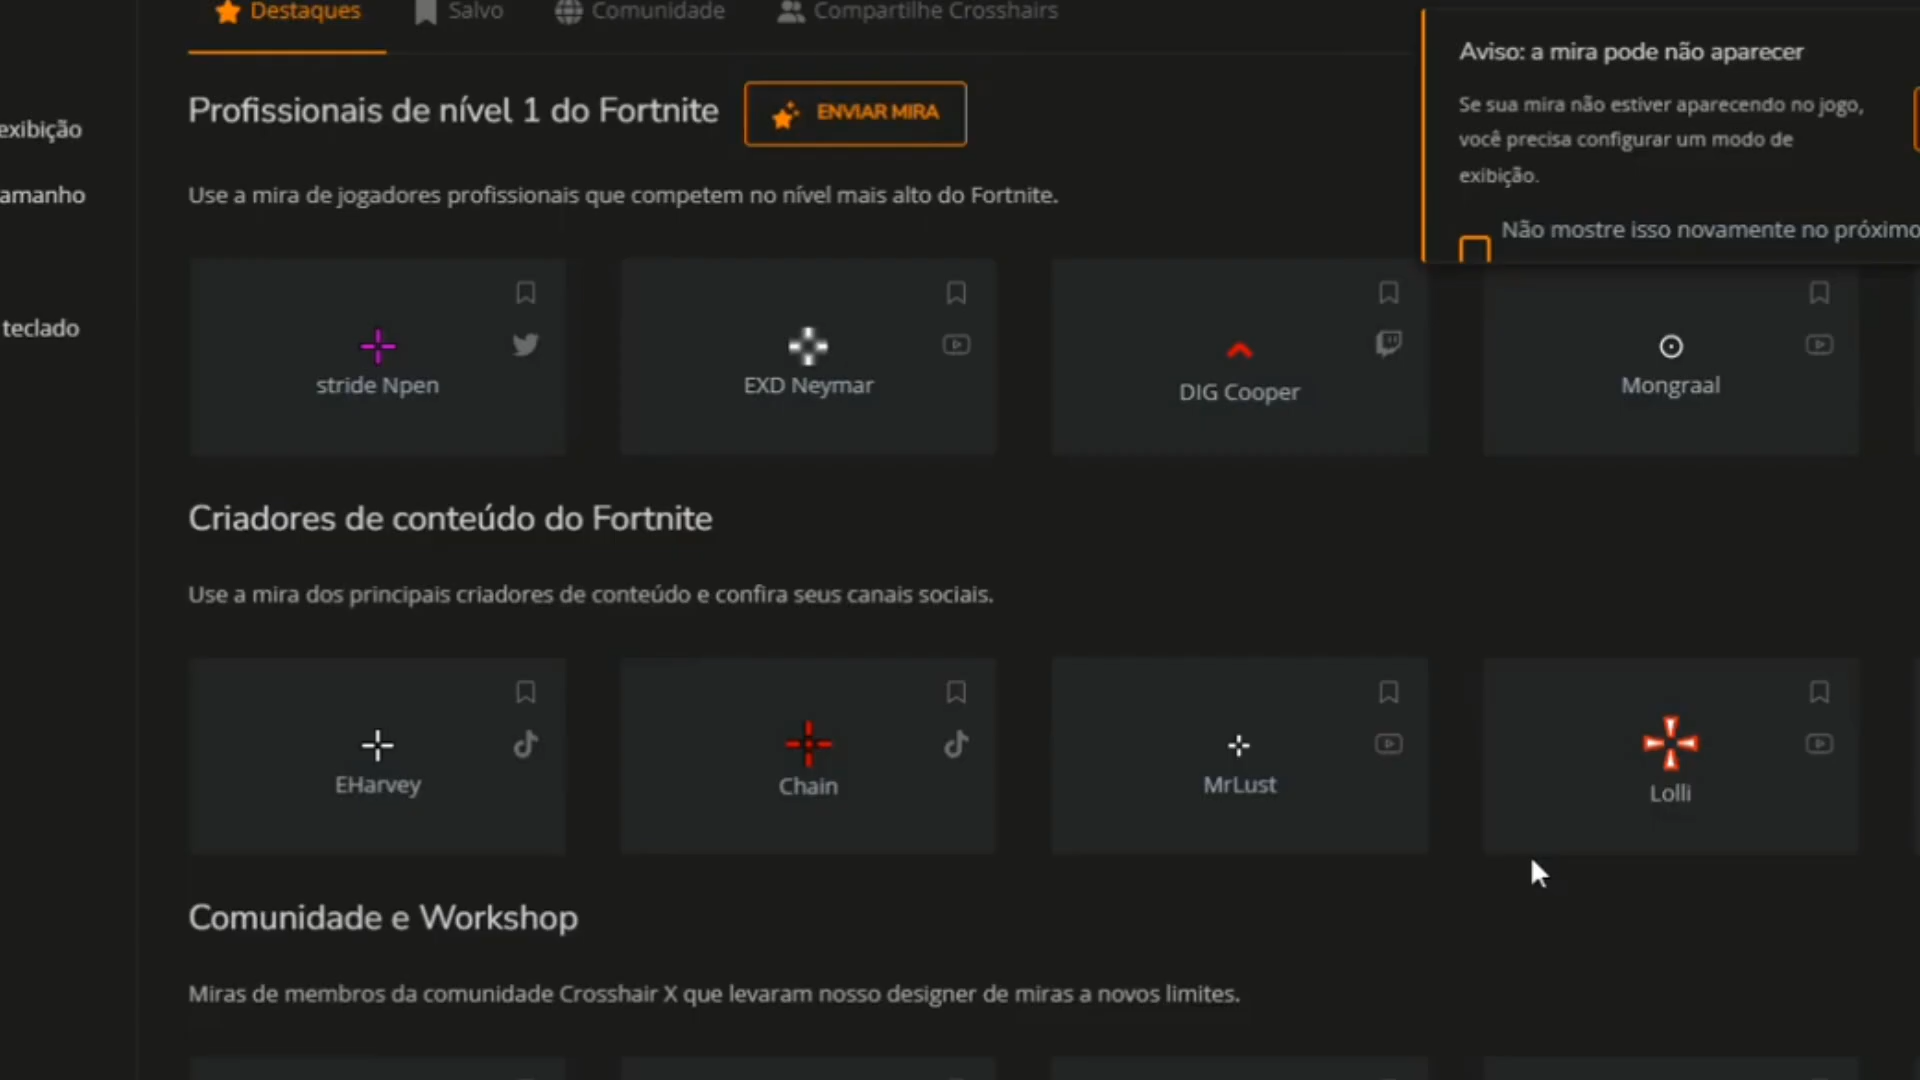 Destaques
Salvo
Comunidade
Compartilhe Crosshairs
Aviso: a mira pode não aparecer
Se sua mira não estiver aparecendo no jogo,
você precisa configurar um modo de
exibição.
Não mostre isso novamente no próximo
exibição
amanho
teclado
Profissionais de nível 1 do Fortnite
ENVIAR MIRA
Use a mira de jogadores profissionais que competem no nível mais alto do Fortnite.
stride Npen
EXD Neymar
DIG Cooper
Mongraal
Criadores de conteúdo do Fortnite
Use a mira dos principais criadores de conteúdo e confira seus canais sociais.
EHarvey
Chain
MrLust
Lolli
Comunidade e Workshop
Miras de membros da comunidade Crosshair X que levaram nosso designer de miras a novos limites.